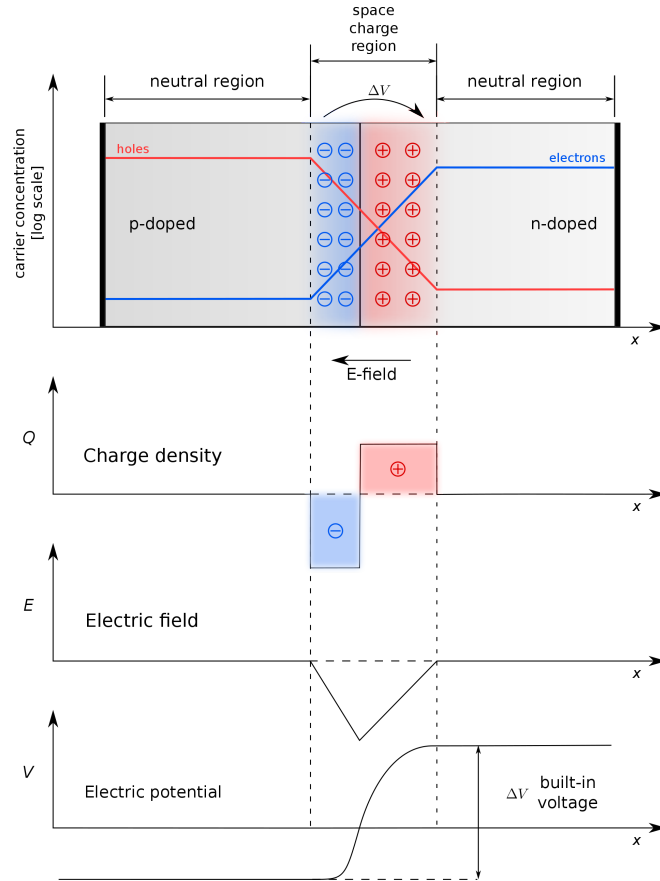 space
charge
region
neutral region
neutral region
ΔV
holes
electrons
carrier concentration
[log scale]
p-doped
n-doped
− − + +
− − + +
− − + +
− − + +
− − + +
− − + +
x
E-field
Q
Charge density
+
x
−
E
Electric field
x
V
Electric potential
ΔV
built-in
voltage
x